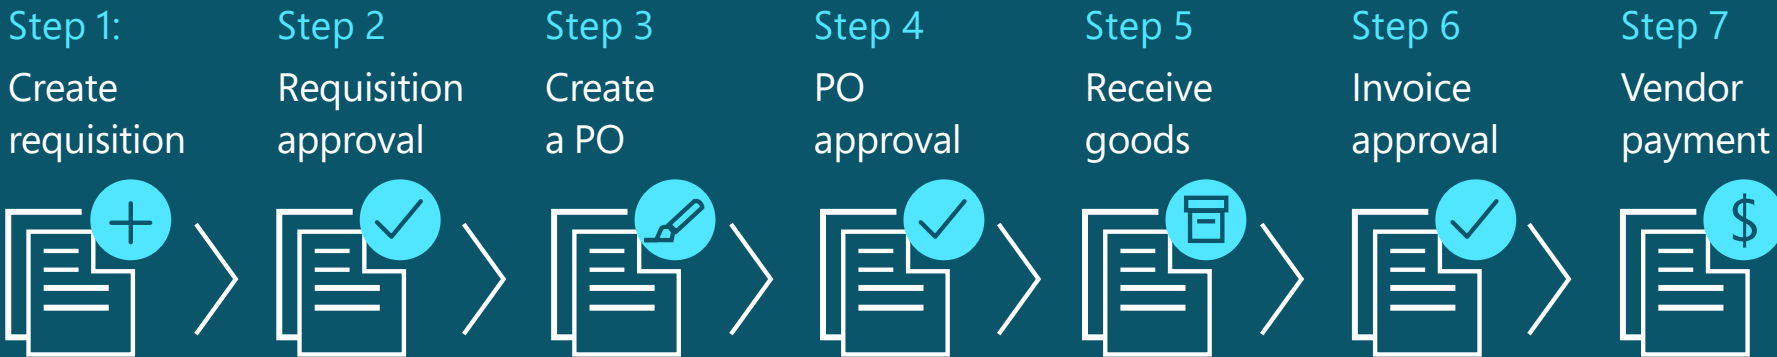 Step 1:
Create
requisition
Step 2
Requisition
approval
Step 3
Create
a PO
Step 4
PO
approval
Step 5
Receive
goods
Step 6
Invoice
approval
Step 7
Vendor
payment
$